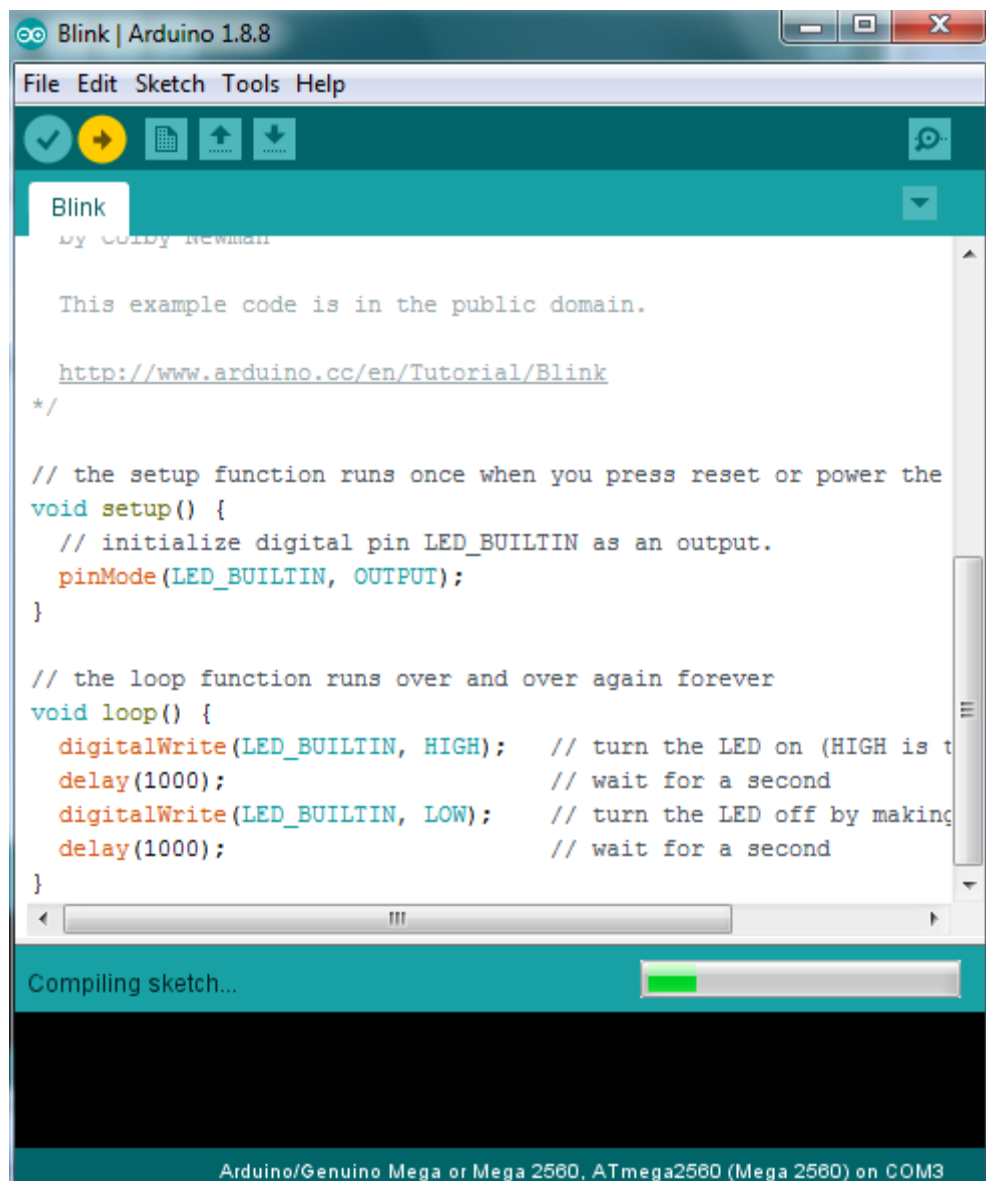 Blink | Arduino 1.8.8
File Edit Sketch Tools Help
Blink
by Colby Newman
This example code is in the public domain.
http://www.arduino.cc/en/Tutorial/Blink
*/
// the setup function runs once when you press reset or power the
void setup() {
// initialize digital pin LED_BUILTIN as an output.
pinMode(LED_BUILTIN, OUTPUT);
}
// the loop function runs over and over again forever
void loop() {
digitalWrite(LED_BUILTIN, HIGH); // turn the LED on (HIGH is t
delay(1000); // wait for a second
digitalWrite(LED_BUILTIN, LOW); // turn the LED off by making
delay(1000); // wait for a second
}
Compiling sketch...
Arduino/Genuino Mega or Mega 2560, ATmega2560 (Mega 2560) on COM3